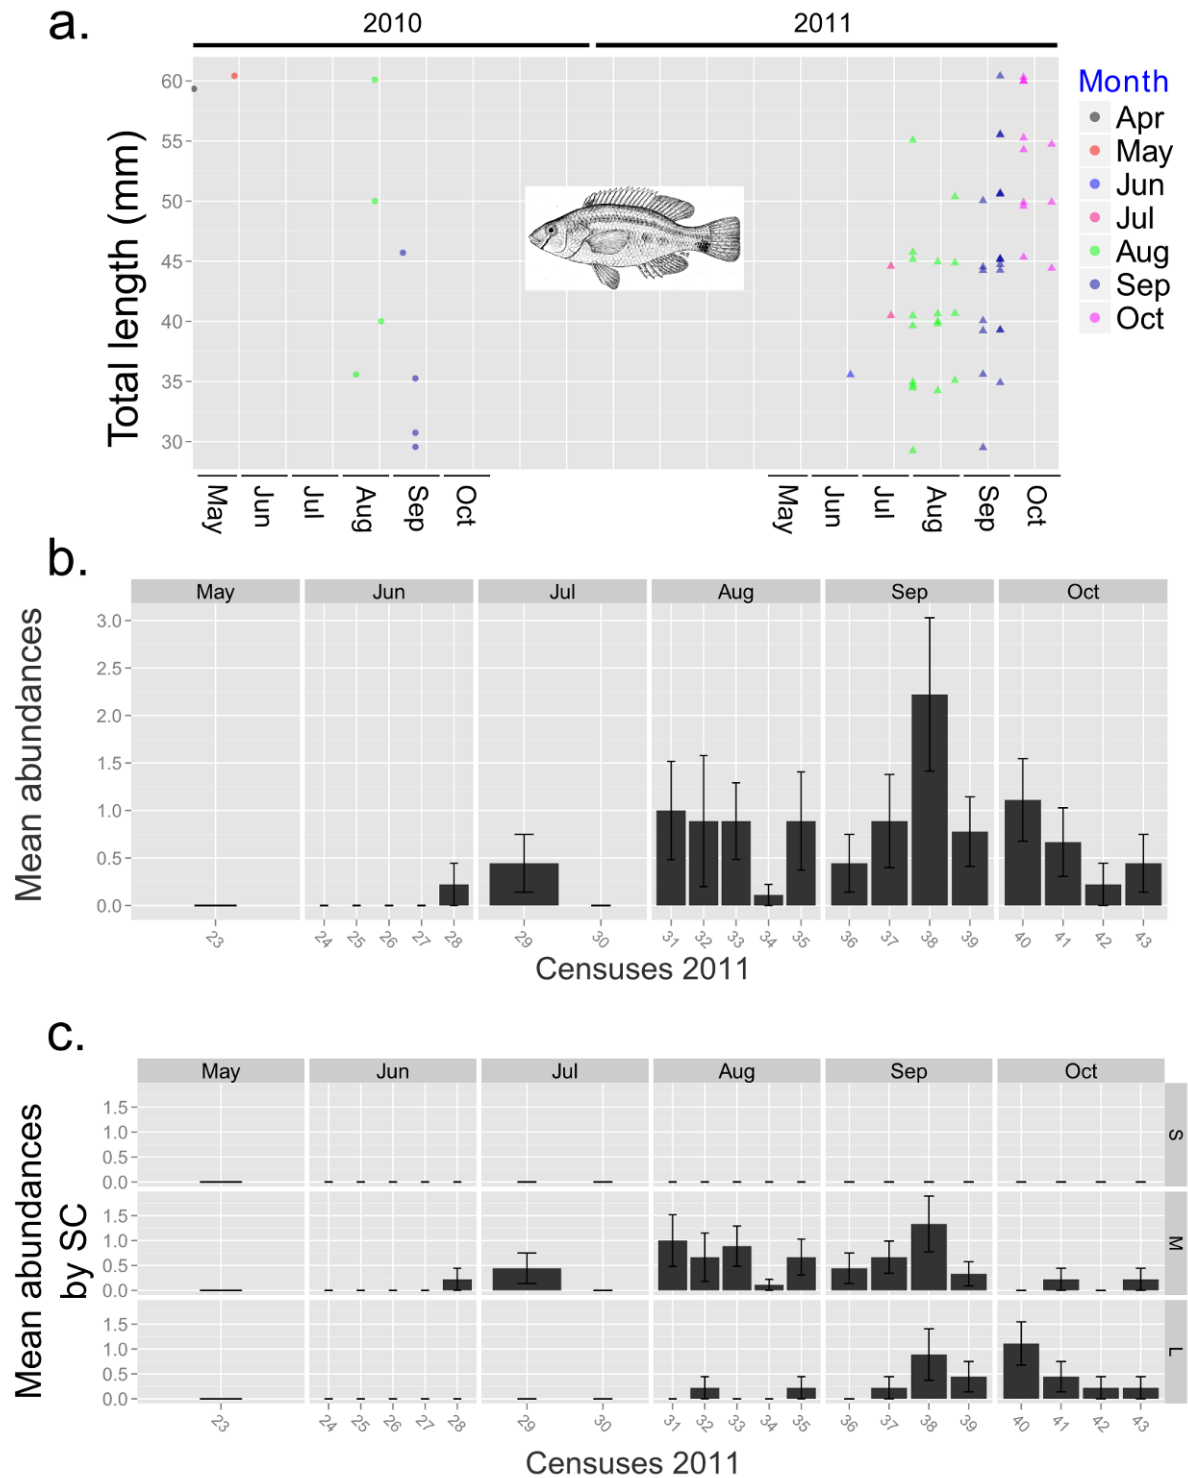 a.
2010 2011
Total length (mm)
60
55
50
45
40
35
30
May Jun Jul Aug Sep Oct May Jun Jul Aug Sep Oct
Month
Apr
May
Jun
Jul
Aug
Sep
Oct
b.
May Jun Jul Aug Sep Oct
Mean abundances
3.0
2.5
2.0
1.5
1.0
0.5
0.0
23 24 25 26 27 28 29 30 31 32 33 34 35 36 37 38 39 40 41 42 43
Censuses 2011
c.
May Jun Jul Aug Sep Oct
Mean abundances
by SC
1.5
1.0
0.5
0.0
S
1.5
1.0
0.5
0.0
M
1.5
1.0
0.5
0.0
L
23 24 25 26 27 28 29 30 31 32 33 34 35 36 37 38 39 40 41 42 43
Censuses 2011